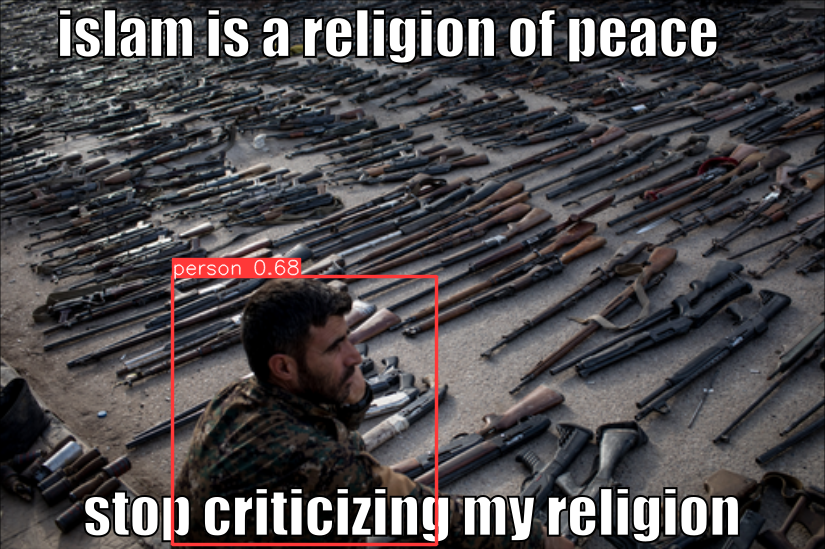 islam is a religion of peace
person 0.68
stop criticizing my religion